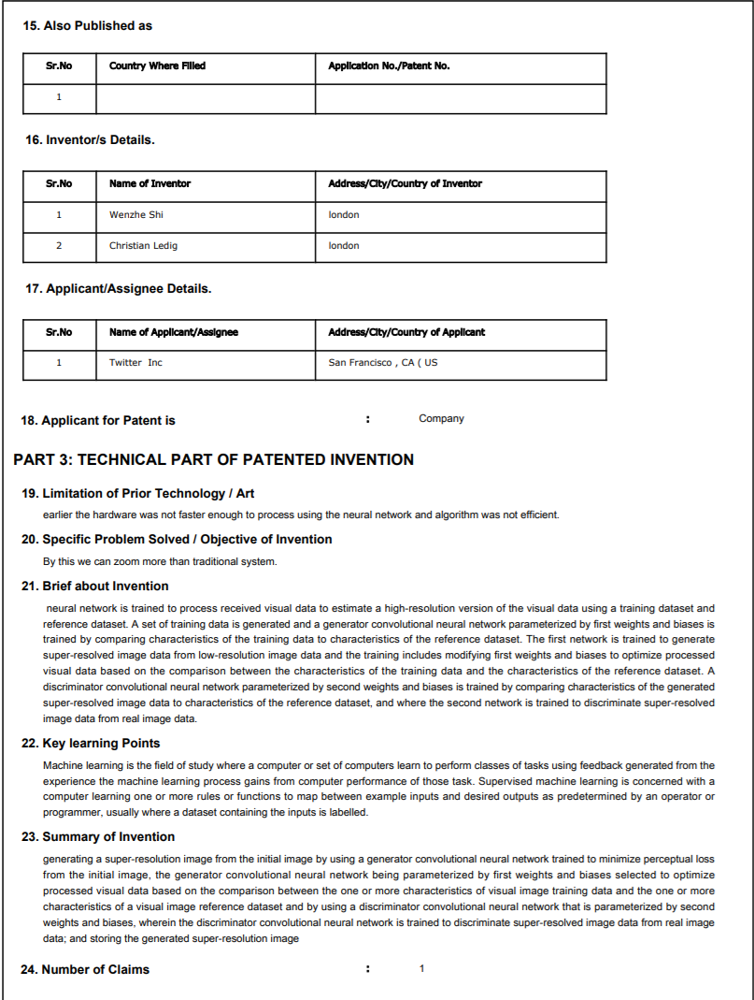 15. Also Published as
Sr.No Country Where Filled Application No./Patent No.
1
16. Inventor/s Details.
Sr.No Name of Inventor Address/City/Country of Inventor
1 Wenzhe Shi london
2 Christian Ledig london
17. Applicant/Assignee Details.
Sr.No Name of Applicant/Assignee Address/City/Country of Applicant
1 Twitter Inc San Francisco , CA ( US
18. Applicant for Patent is : Company
PART 3: TECHNICAL PART OF PATENTED INVENTION
19. Limitation of Prior Technology / Art
earlier the hardware was not faster enough to process using the neural network and algorithm was not efficient.
20. Specific Problem Solved / Objective of Invention
By this we can zoom more than traditional system.
21. Brief about Invention
neural network is trained to process received visual data to estimate a high-resolution version of the visual data using a training dataset and
reference dataset. A set of training data is generated and a generator convolutional neural network parameterized by first weights and biases is
trained by comparing characteristics of the training data to characteristics of the reference dataset. The first network is trained to generate
super-resolved image data from low-resolution image data and the training includes modifying first weights and biases to optimize processed
visual data based on the comparison between the characteristics of the training data and the characteristics of the reference dataset. A
discriminator convolutional neural network parameterized by second weights and biases is trained by comparing characteristics of the generated
super-resolved image data to characteristics of the reference dataset, and where the second network is trained to discriminate super-resolved
image data from real image data.
22. Key learning Points
Machine learning is the field of study where a computer or set of computers learn to perform classes of tasks using feedback generated from the
experience the machine learning process gains from computer performance of those task. Supervised machine learning is concerned with a
computer learning one or more rules or functions to map between example inputs and desired outputs as predetermined by an operator or
programmer, usually where a dataset containing the inputs is labelled.
23. Summary of Invention
generating a super-resolution image from the initial image by using a generator convolutional neural network trained to minimize perceptual loss
from the initial image, the generator convolutional neural network being parameterized by first weights and biases selected to optimize
processed visual data based on the comparison between the one or more characteristics of visual image training data and the one or more
characteristics of a visual image reference dataset and by using a discriminator convolutional neural network that is parameterized by second
weights and biases, wherein the discriminator convolutional neural network is trained to discriminate super-resolved image data from real image
data; and storing the generated super-resolution image
24. Number of Claims : 1